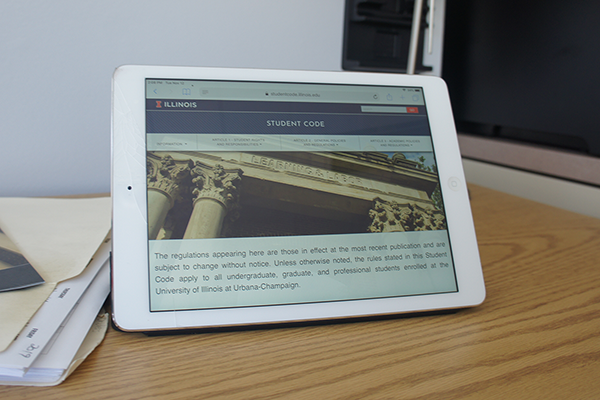 studentcode.illinois.edu
ILLINOIS
STUDENT CODE
LEARNING & LABOR
The regulations appearing here are those in effect at the most recent publication and are
subject to change without notice. Unless otherwise noted, the rules stated in this Student
Code apply to all undergraduate, graduate, and professional students enrolled at the
University of Illinois at Urbana-Champaign.